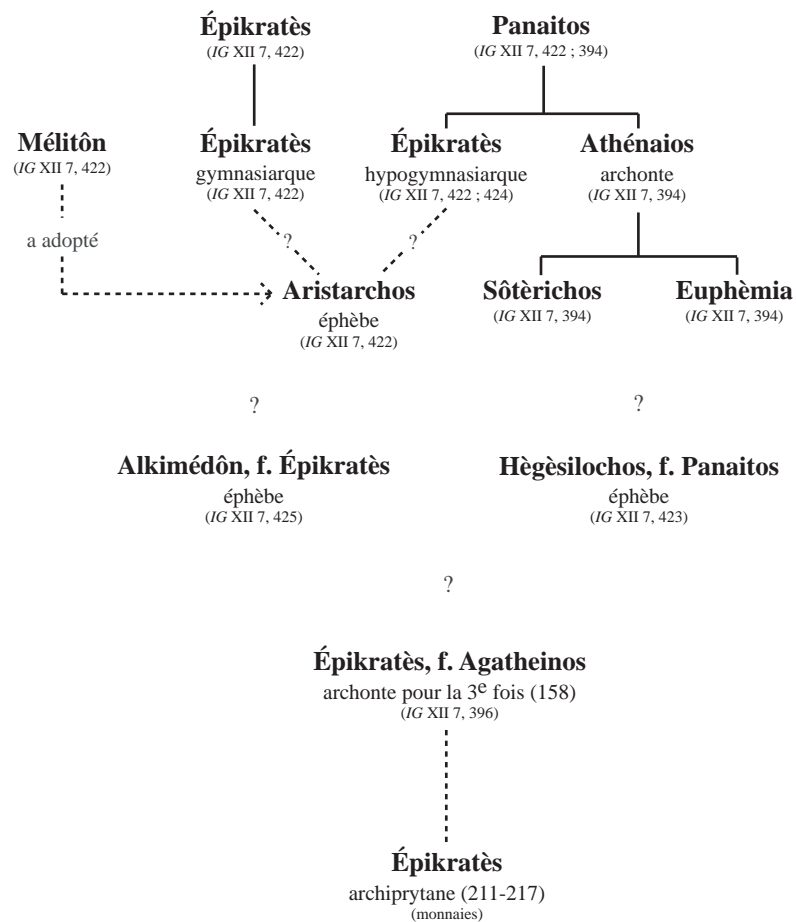 Épikratès
(IG XII 7, 422)
Panaitos
(IG XII 7, 422 ; 394)
Mélitôn
(IG XII 7, 422)
Épikratès
gymnasiarque
(IG XII 7, 422)
Épikratès
hypogymnasiarque
(IG XII 7, 422 ; 424)
Athénaios
archonte
(IG XII 7, 394)
a adopté
?
?
Aristarchos
éphèbe
(IG XII 7, 422)
Sôtèrichos
(IG XII 7, 394)
Euphèmia
(IG XII 7, 394)
?
?
Alkimédôn, f. Épikratès
éphèbe
(IG XII 7, 425)
Hègèsilochos, f. Panaitos
éphèbe
(IG XII 7, 423)
?
Épikratès, f. Agatheinos
archonte pour la 3e fois (158)
(IG XII 7, 396)
Épikratès
archiprytane (211-217)
(monnaies)